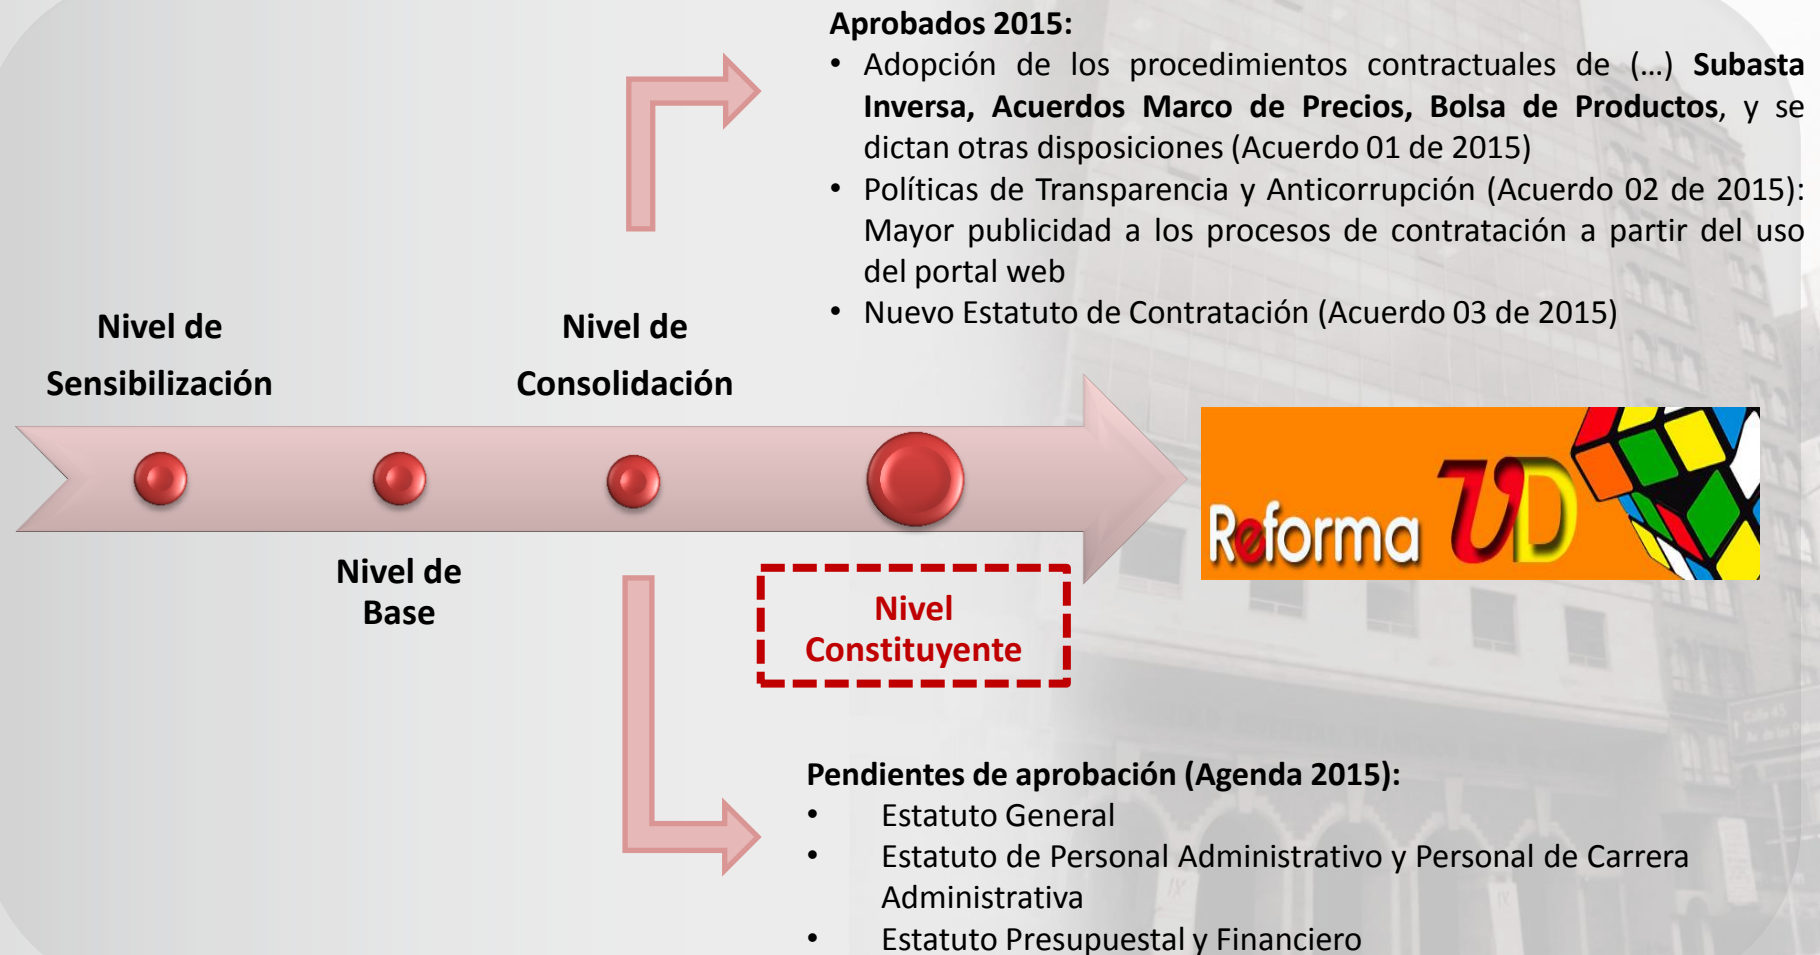 Aprobados 2015:
• Adopción de los procedimientos contractuales de (...) Subasta
Inversa, Acuerdos Marco de Precios, Bolsa de Productos, y se
dictan otras disposiciones (Acuerdo 01 de 2015)
• Políticas de Transparencia y Anticorrupción (Acuerdo 02 de 2015):
Mayor publicidad a los procesos de contratación a partir del uso
del portal web
• Nuevo Estatuto de Contratación (Acuerdo 03 de 2015)
Nivel de
Sensibilización
Nivel de
Consolidación
Nivel de
Base
Nivel
Constituyente
Reforma UD
Pendientes de aprobación (Agenda 2015):
• Estatuto General
• Estatuto de Personal Administrativo y Personal de Carrera
Administrativa
• Estatuto Presupuestal y Financiero